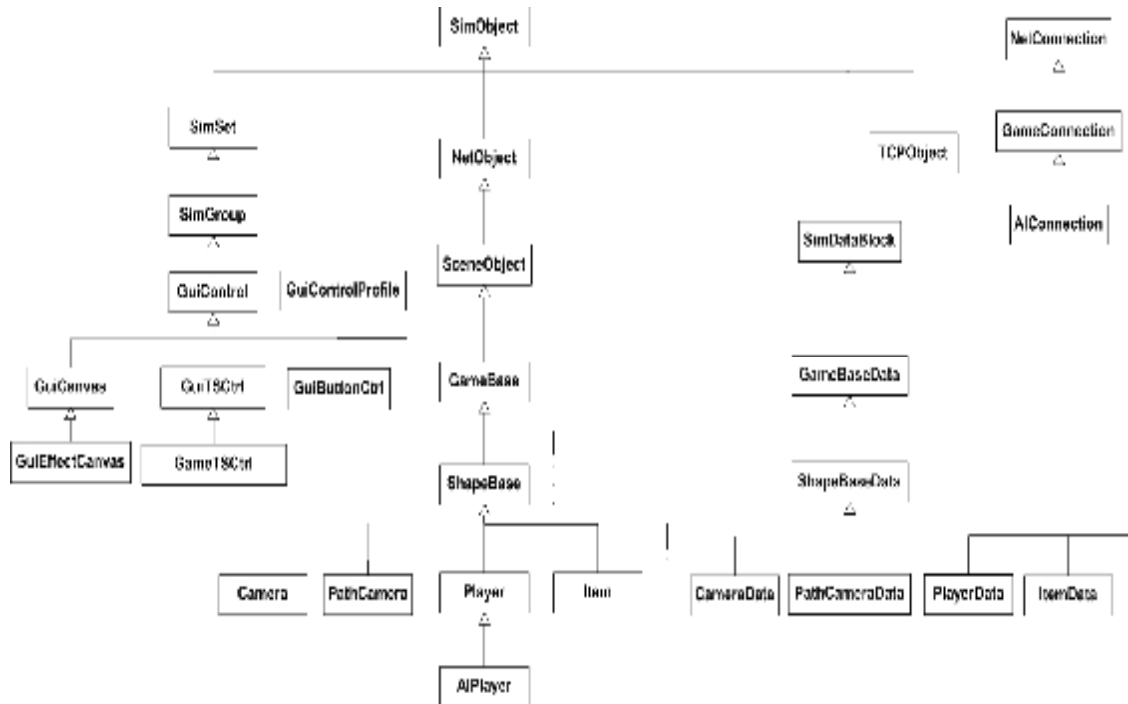 SimObject
NetConnection
SimSet
GameConnection
NetObject
TCPObject
SimGroup
AIConnection
SimDataBlock
SceneObject
GuiControl
GuiControlProfile
GameBase
GameBaseData
GuiCanvas
GuiTSCtrl
GuiButtonCtrl
GuiEffectCanvas
GameTSCtrl
ShapeBase
ShapeBaseData
Camera
PathCamera
Player
Item
CameraData
PathCameraData
PlayerData
ItemData
AIPlayer